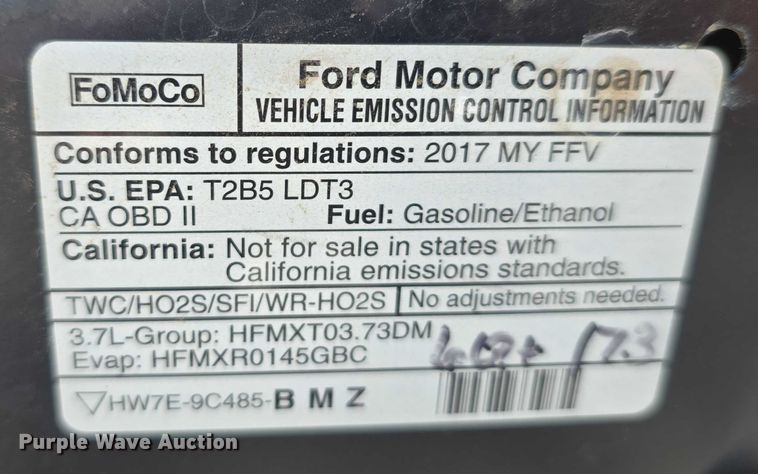 FoMoCo
Ford Motor Company
VEHICLE EMISSION CONTROL INFORMATION
Conforms to regulations: 2017 MY FFV
U.S. EPA: T2B5 LDT3
CA OBD II Fuel: Gasoline/Ethanol
California: Not for sale in states with
California emissions standards.
TWC/HO2S/SFI/WR-HO2S No adjustments needed.
3.7L-Group: HFMXT03.73DM
Evap: HFMXR0145GBC
17.3
HW7E-9C485-B M Z
Purple Wave Auction